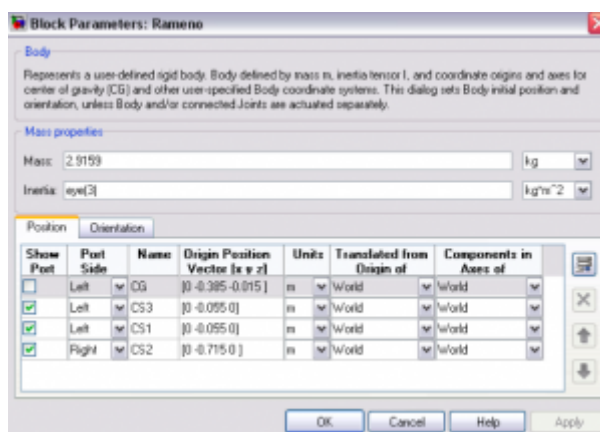 Block Parameters: Rameno
Body
Represents a user-defined rigid body. Body defined by mass m, inertia tensor I, and coordinate origins and axes for
center of gravity (CG) and other user-specified Body coordinate systems. This dialog sets Body initial position and
orientation, unless Body and/or connected Joints are actuated separately.
Mass properties
Mass: 2.9159 kg
Inertia: eye(3) kg*m^2
Position Orientation
Show Port Port Side Name Origin Position Vector [x y z] Units Translated from Origin of Components in Axes of
Left CG [0 -0.385 -0.015 ] m World World
Left CS3 [0 -0.055 0] m World World
Left CS1 [0 -0.055 0] m World World
Right CS2 [0 -0.715 0 ] m World World
OK Cancel Help Apply